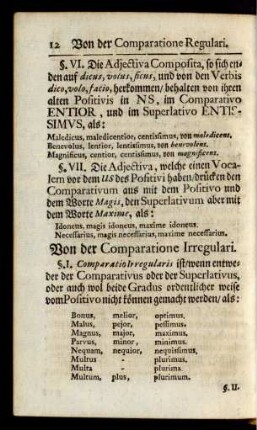 12 Von der Comparatione Regulari.
§. VI. Die Adjectiva Composita, so sich en-
den auf dicus, volus, ficus, und von den Verbis
dico, volo, facio, herkommen/ behalten von ihren
alten Positivis in NS, im Comparativo
ENTIOR, und im Superlativo ENTIS-
SIMUS, als:
Maledicus, maledicentior, centissimus, von maledicens.
Benevolus, lentior, lentissimus, von benevolens.
Magnificus, centior, centissimus, von magnificens.
§. VII. Die Adjectiva, welche einen Voca-
lem vor dem US des Positivi haben/ drücken den
Comparativum aus mit dem Positivo und
dem Worte Magis, den Superlativum aber mit
dem Worte Maxime, als:
Idoneus, magis idoneus, maxime idoneus.
Necessarius, magis necessarius, maxime necessarius.
Von der Comparatione Irregulari.
§. I. Comparatio Irregularis ist/ wenn entwe-
der der Comparativus oder der Superlativus,
oder auch wol beide Gradus ordentlicher weise
vom Positivo nicht können gemacht werden/ als:
Bonus, melior, optimus.
Malus, pejor, pessimus.
Magnus, major, maximus.
Parvus, minor, minimus.
Nequam, nequior, nequissimus.
Multus - plurimus.
Multa - plurima.
Multum, plus, plurimum.
§. II.